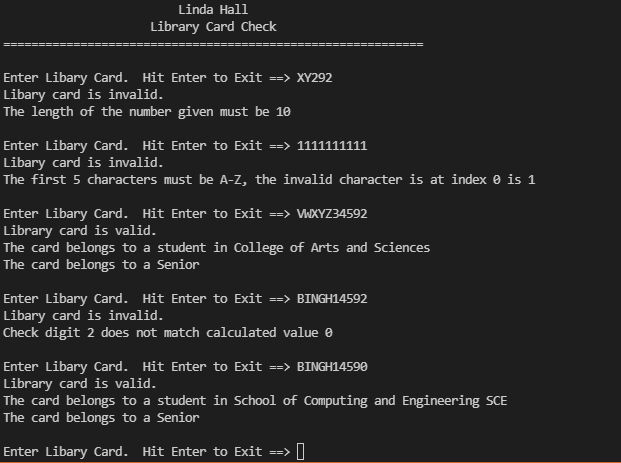 Linda Hall
Library Card Check
============================================================
Enter Libary Card.  Hit Enter to Exit ==> XY292
Libary card is invalid.
The length of the number given must be 10
Enter Libary Card.  Hit Enter to Exit ==> 1111111111
Libary card is invalid.
The first 5 characters must be A-Z, the invalid character is at index 0 is 1
Enter Libary Card.  Hit Enter to Exit ==> VWXYZ34592
Library card is valid.
The card belongs to a student in College of Arts and Sciences
The card belongs to a Senior
Enter Libary Card.  Hit Enter to Exit ==> BINGH14592
Libary card is invalid.
Check digit 2 does not match calculated value 0
Enter Libary Card.  Hit Enter to Exit ==> BINGH14590
Library card is valid.
The card belongs to a student in School of Computing and Engineering SCE
The card belongs to a Senior
Enter Libary Card.  Hit Enter to Exit ==>